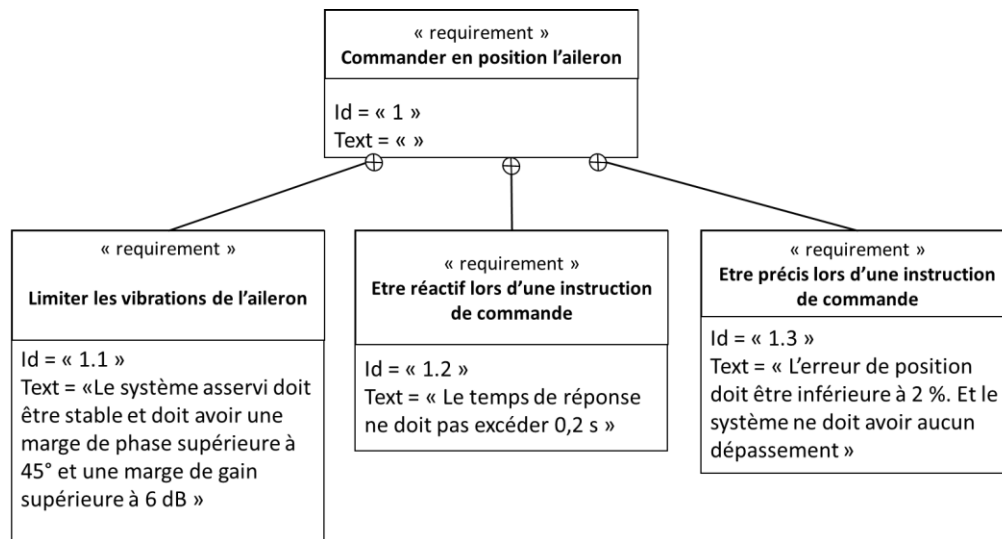 « requirement »
Commander en position l’aileron
Id = « 1 »
Text = « »
« requirement »
Limiter les vibrations de l’aileron
Id = « 1.1 »
Text = «Le système asservi doit
être stable et doit avoir une
marge de phase supérieure à
45° et une marge de gain
supérieure à 6 dB »
« requirement »
Etre réactif lors d’une instruction
de commande
Id = « 1.2 »
Text = « Le temps de réponse
ne doit pas excéder 0,2 s »
« requirement »
Etre précis lors d’une instruction
de commande
Id = « 1.3 »
Text = « L’erreur de position
doit être inférieure à 2 %. Et le
système ne doit avoir aucun
dépassement »